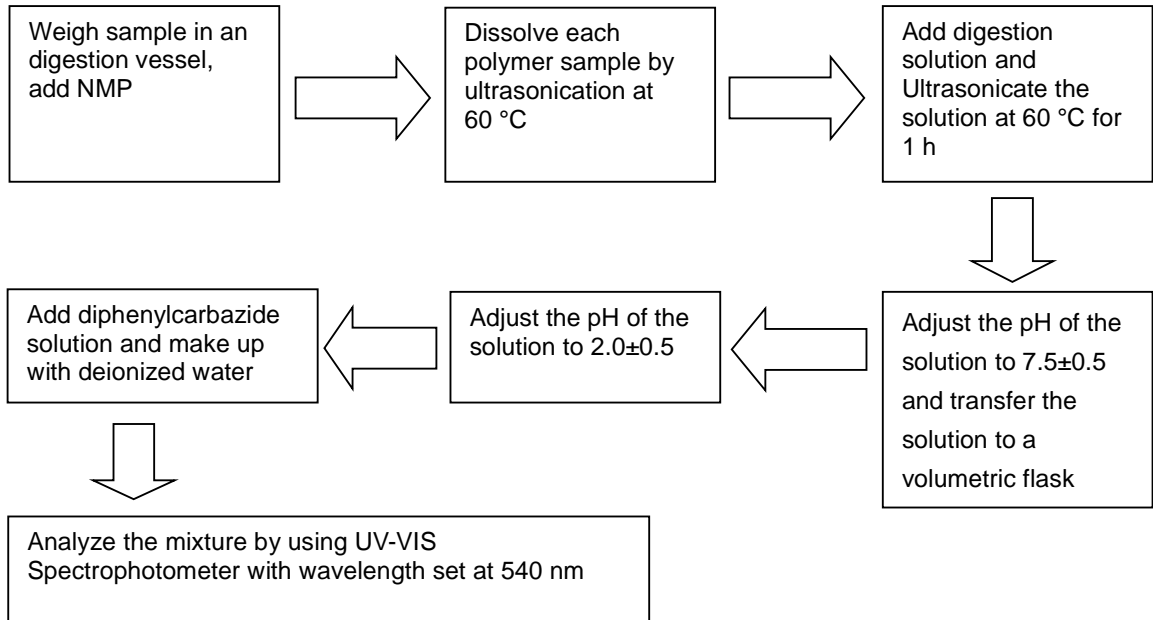 Weigh sample in an
digestion vessel,
add NMP
Dissolve each
polymer sample by
ultrasonication at
60 °C
Add digestion
solution and
Ultrasonicate the
solution at 60 °C for
1 h
Adjust the pH of the
solution to 7.5±0.5
and transfer the
solution to a
volumetric flask
Adjust the pH of the
solution to 2.0±0.5
Add diphenylcarbazide
solution and make up
with deionized water
Analyze the mixture by using UV-VIS
Spectrophotometer with wavelength set at 540 nm